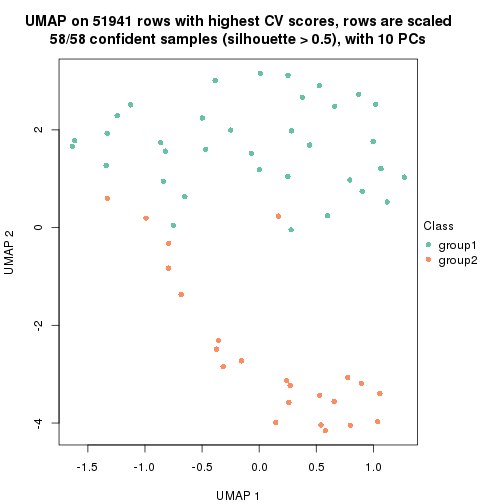 UMAP on 51941 rows with highest CV scores, rows are scaled
58/58 confident samples (silhouette > 0.5), with 10 PCs
2
0
-2
-4
UMAP 2
-1.5 -1.0 -0.5 0.0 0.5 1.0
UMAP 1
Class
group1
group2